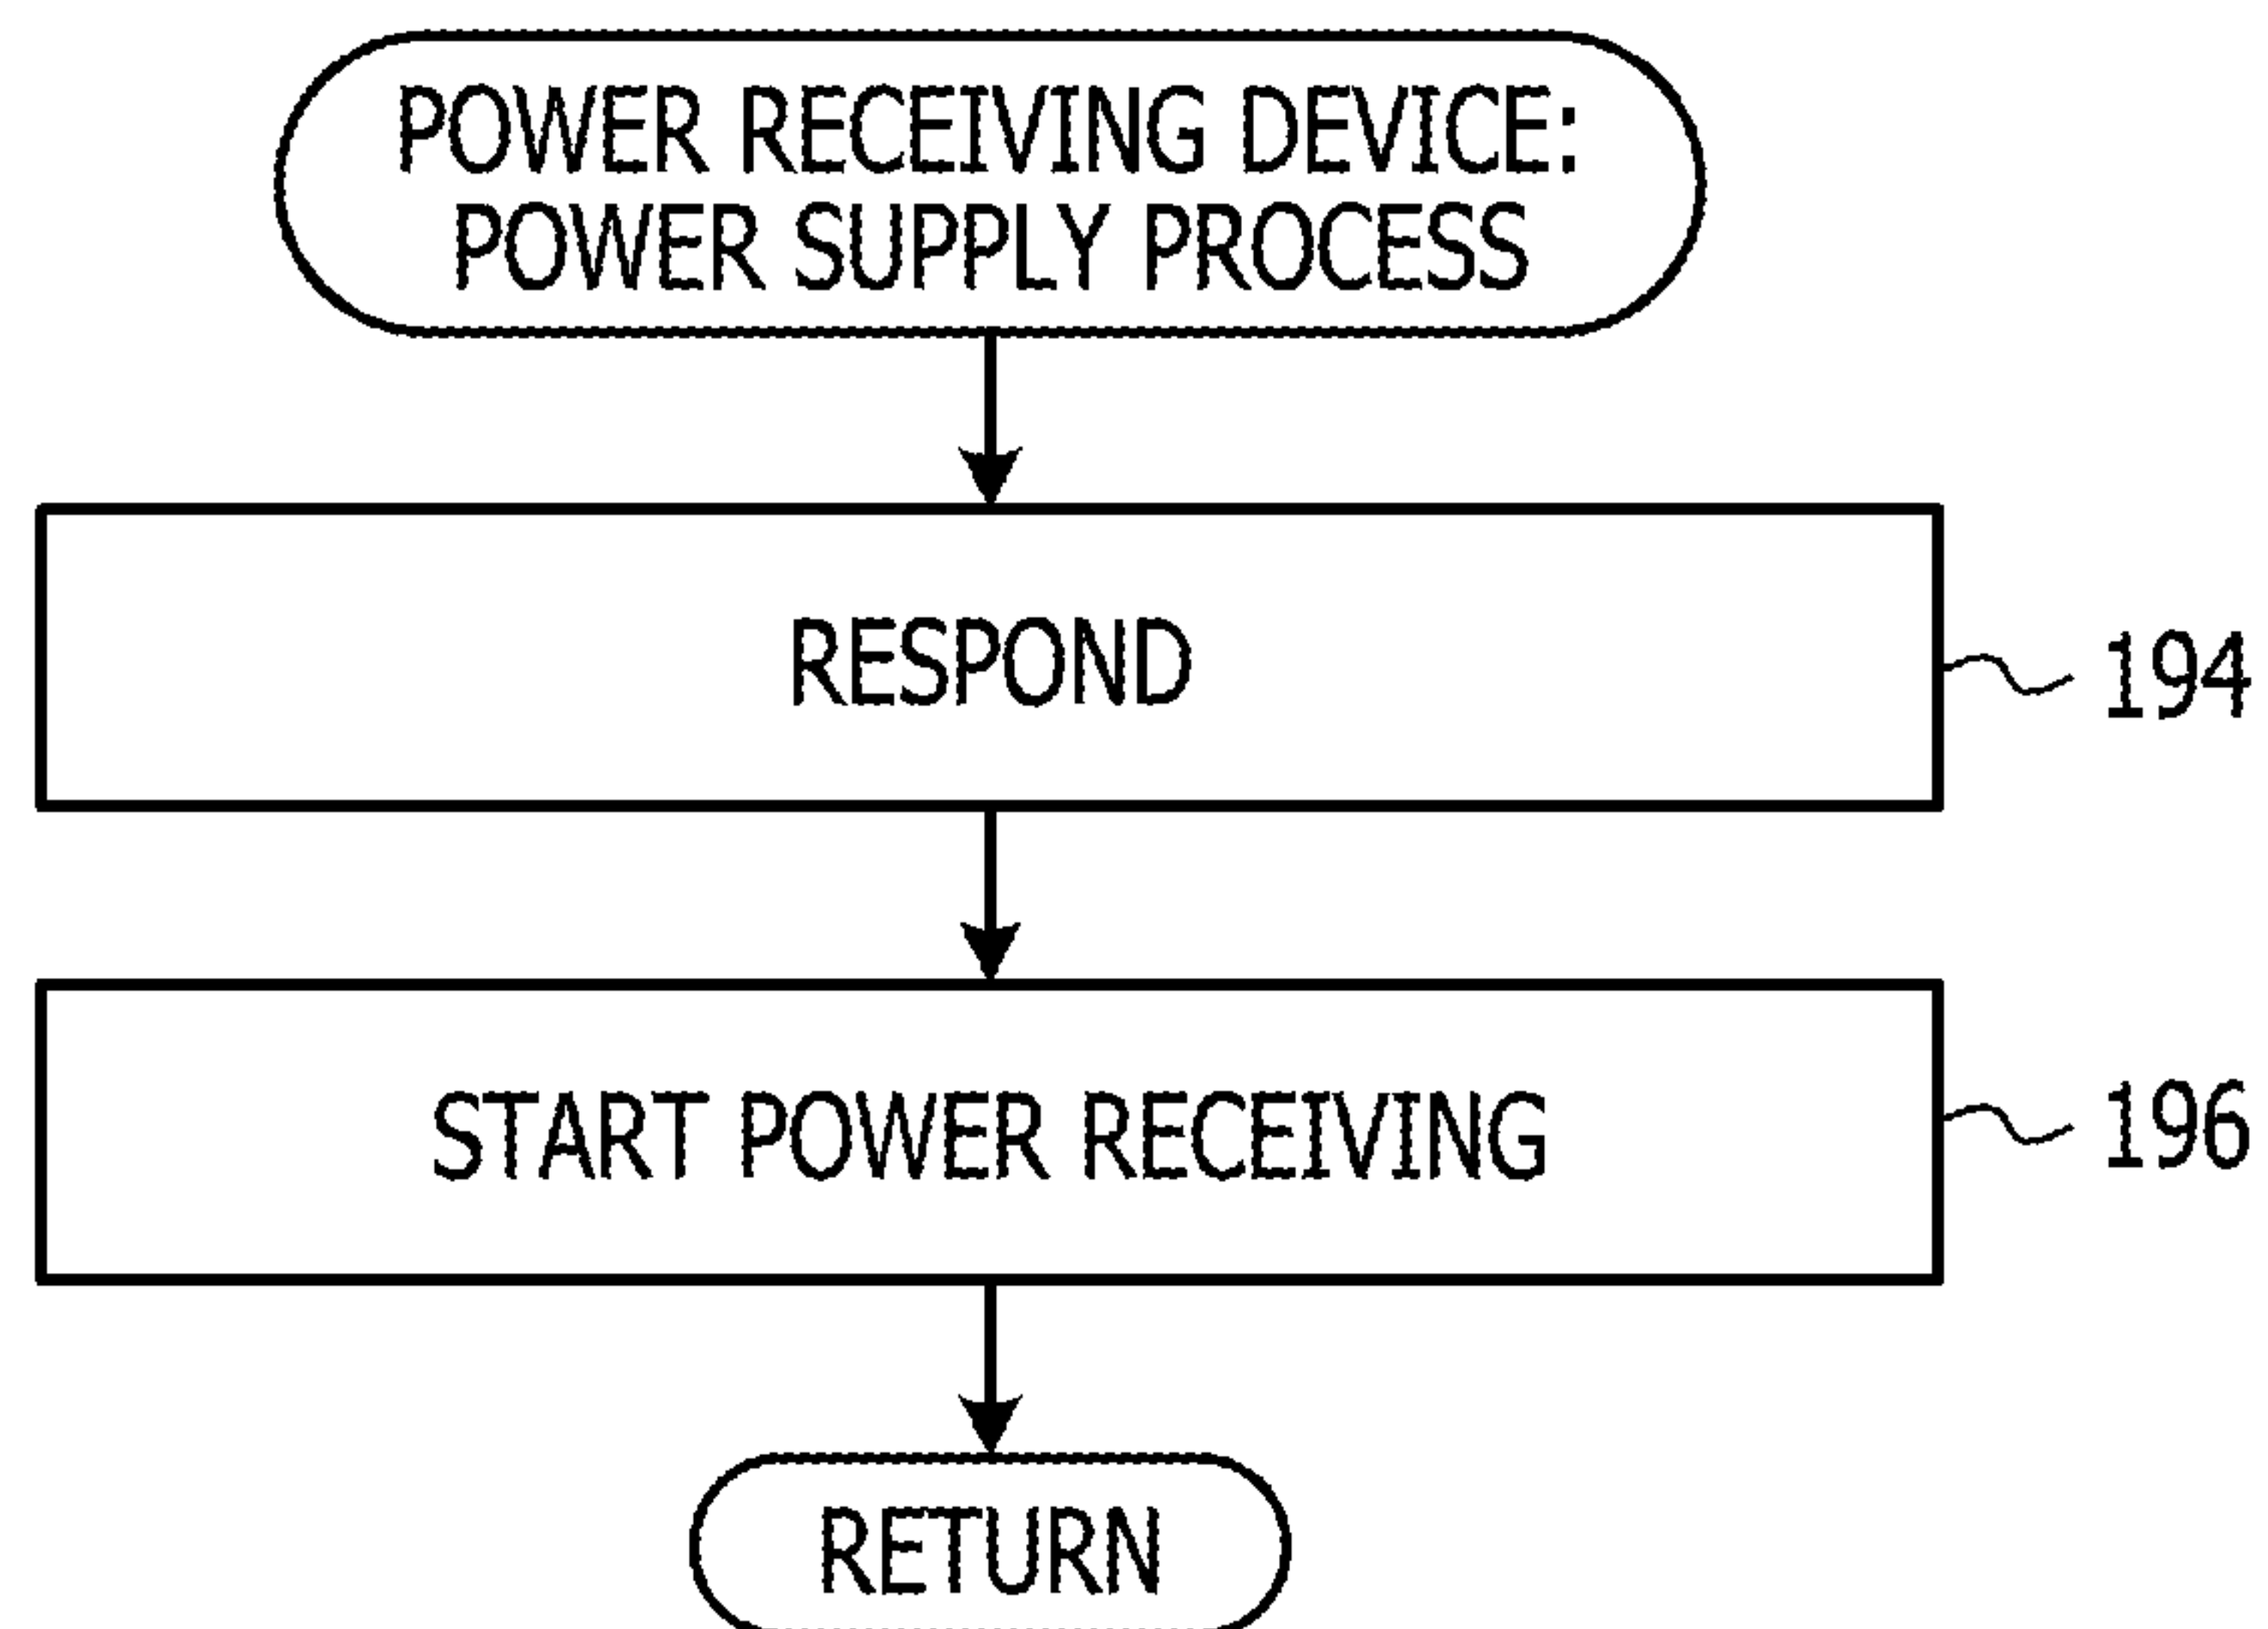 POWER RECEIVING DEVICE:
POWER SUPPLY PROCESS
RESPOND
194
START POWER RECEIVING
196
RETURN